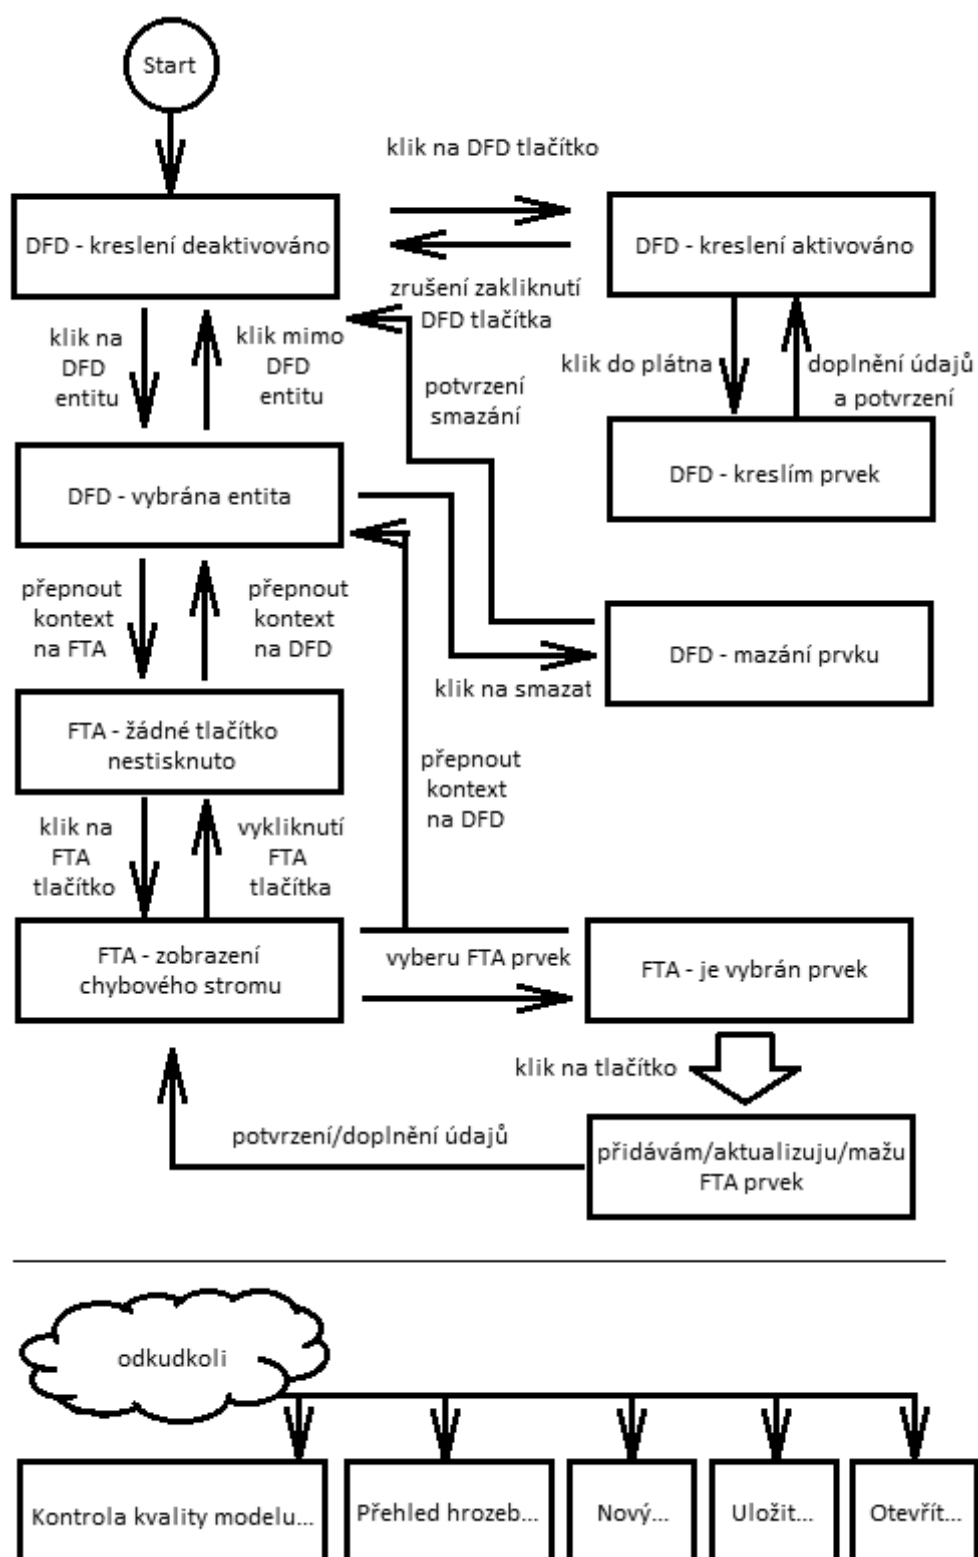 Start
klik na DFD tlačítko
DFD - kreslení deaktivováno
DFD - kreslení aktivováno
zrušení zakliknutí
DFD tlačítka
klik na
DFD
entitu
klik mimo
DFD
entitu
potvrzení
smazání
klik do plátna
doplnění údajů
a potvrzení
DFD - vybrána entita
DFD - kreslím prvek
přepnout
kontext
na FTA
přepnout
kontext
na DFD
DFD - mazání prvku
klik na smazat
FTA - žádné tlačítko
nestisknuto
přepnout
kontext
na DFD
klik na
FTA
tlačítko
vykliknutí
FTA
tlačítka
FTA - zobrazení
chybového stromu
vyberu FTA prvek
FTA - je vybrán prvek
klik na tlačítko
potvrzení/doplnění údajů
přidávám/aktualizuju/mažu
FTA prvek
odkudkoli
Kontrola kvality modelu...
Přehled hrozeb...
Nový...
Uložit...
Otevřít...